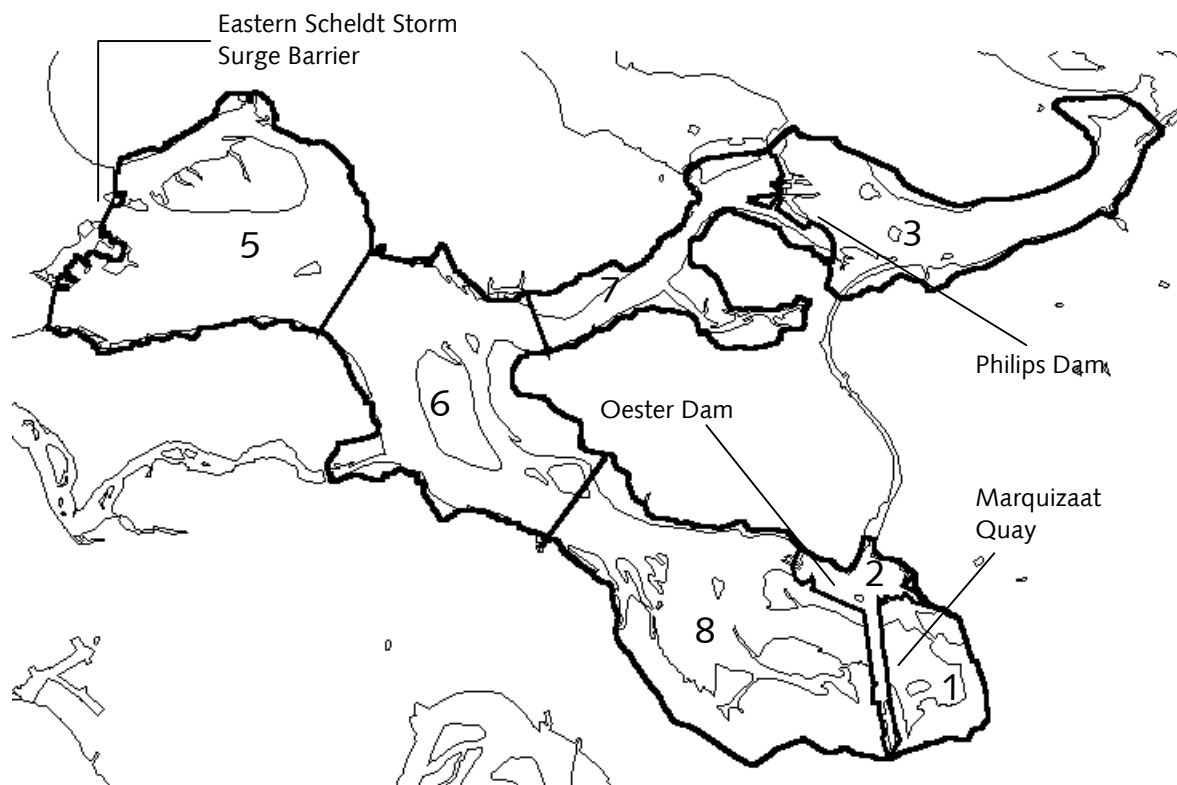 Eastern Scheldt Storm
Surge Barrier
5
3
7
Philips Dam
6
Oester Dam
Marquizaat
Quay
2
8
1